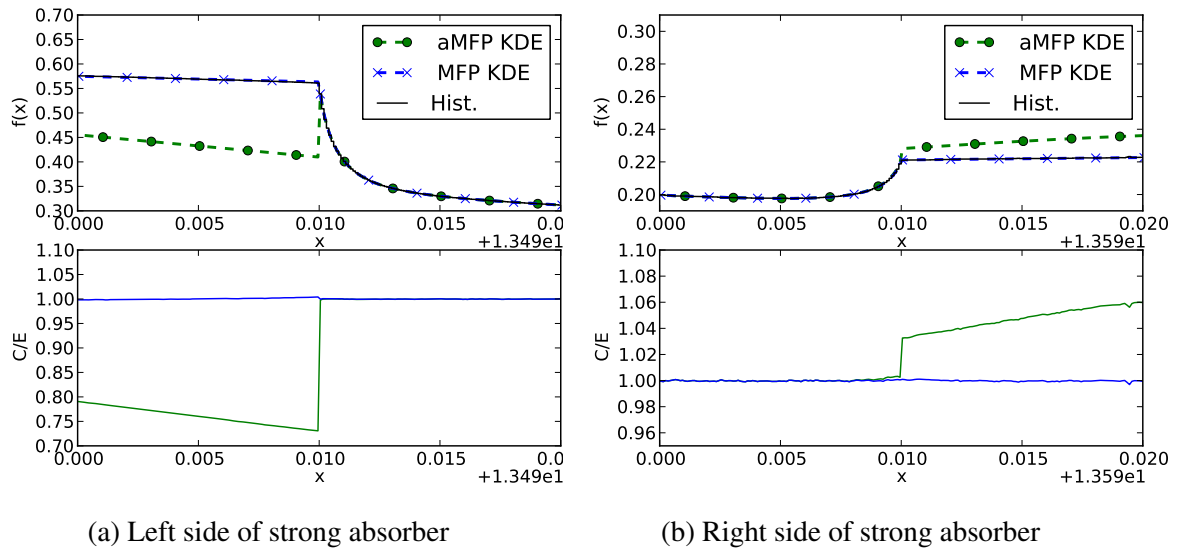 0.70
0.65
0.60
0.55
0.50
0.45
0.40
0.35
0.30
f(x)
aMFP KDE
MFP KDE
Hist.
0.000 0.005 0.010 0.015 0.0
x
+1.349e1
1.10
1.05
1.00
0.95
0.90
0.85
0.80
0.75
0.70
C/E
0.000 0.005 0.010 0.015 0.0
x
+1.349e1
(a) Left side of strong absorber
0.30
0.28
0.26
0.24
0.22
0.20
f(x)
aMFP KDE
MFP KDE
Hist.
0.000 0.005 0.010 0.015 0.020
x
+1.359e1
1.10
1.08
1.06
1.04
1.02
1.00
0.98
0.96
C/E
0.000 0.005 0.010 0.015 0.020
x
+1.359e1
(b) Right side of strong absorber